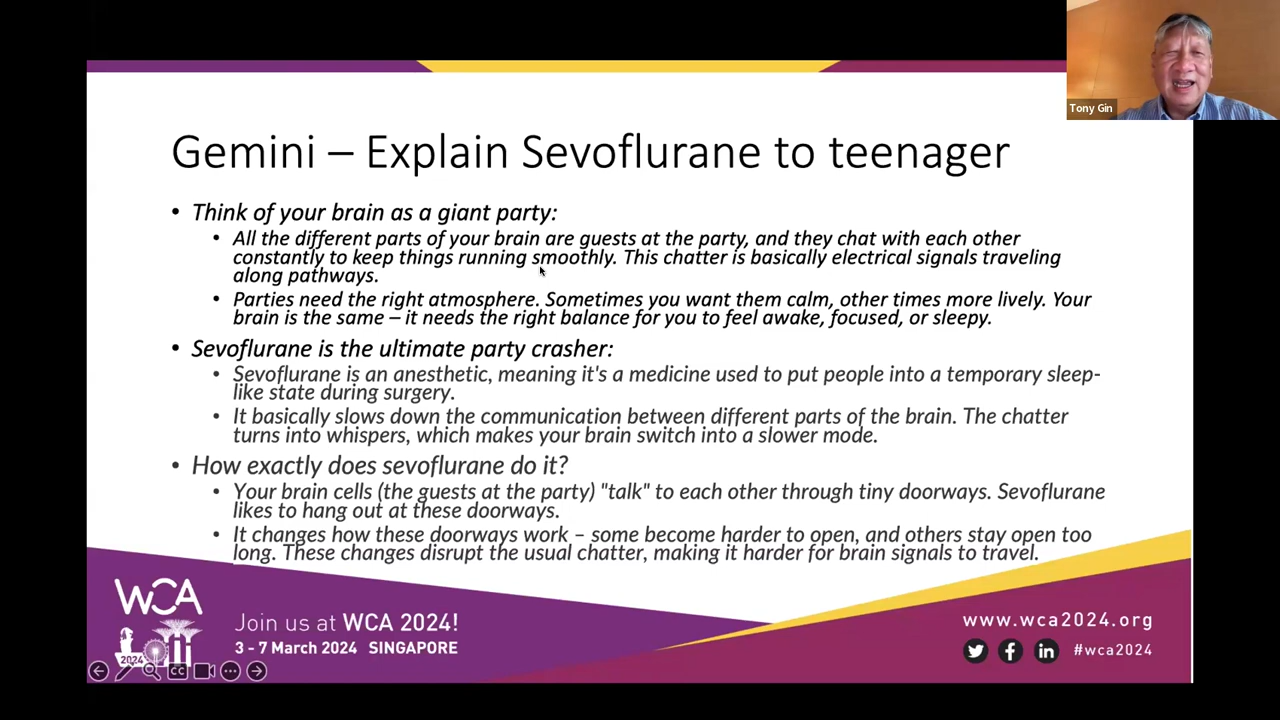 Tony Gin
Gemini – Explain Sevoflurane to teenager
• Think of your brain as a giant party:
• All the different parts of your brain are guests at the party, and they chat with each other
constantly to keep things running smoothly. This chatter is basically electrical signals traveling
along pathways.
• Parties need the right atmosphere. Sometimes you want them calm, other times more lively. Your
brain is the same – it needs the right balance for you to feel awake, focused, or sleepy.
• Sevoflurane is the ultimate party crasher:
• Sevoflurane is an anesthetic, meaning it's a medicine used to put people into a temporary sleep-
like state during surgery.
• It basically slows down the communication between different parts of the brain. The chatter
turns into whispers, which makes your brain switch into a slower mode.
• How exactly does sevoflurane do it?
• Your brain cells (the guests at the party) "talk" to each other through tiny doorways. Sevoflurane
likes to hang out at these doorways.
• It changes how these doorways work – some become harder to open, and others stay open too
long. These changes disrupt the usual chatter, making it harder for brain signals to travel.
WCA
2024
Join us at WCA 2024!
3 - 7 March 2024 SINGAPORE
CC
www.wca2024.org
#wca2024